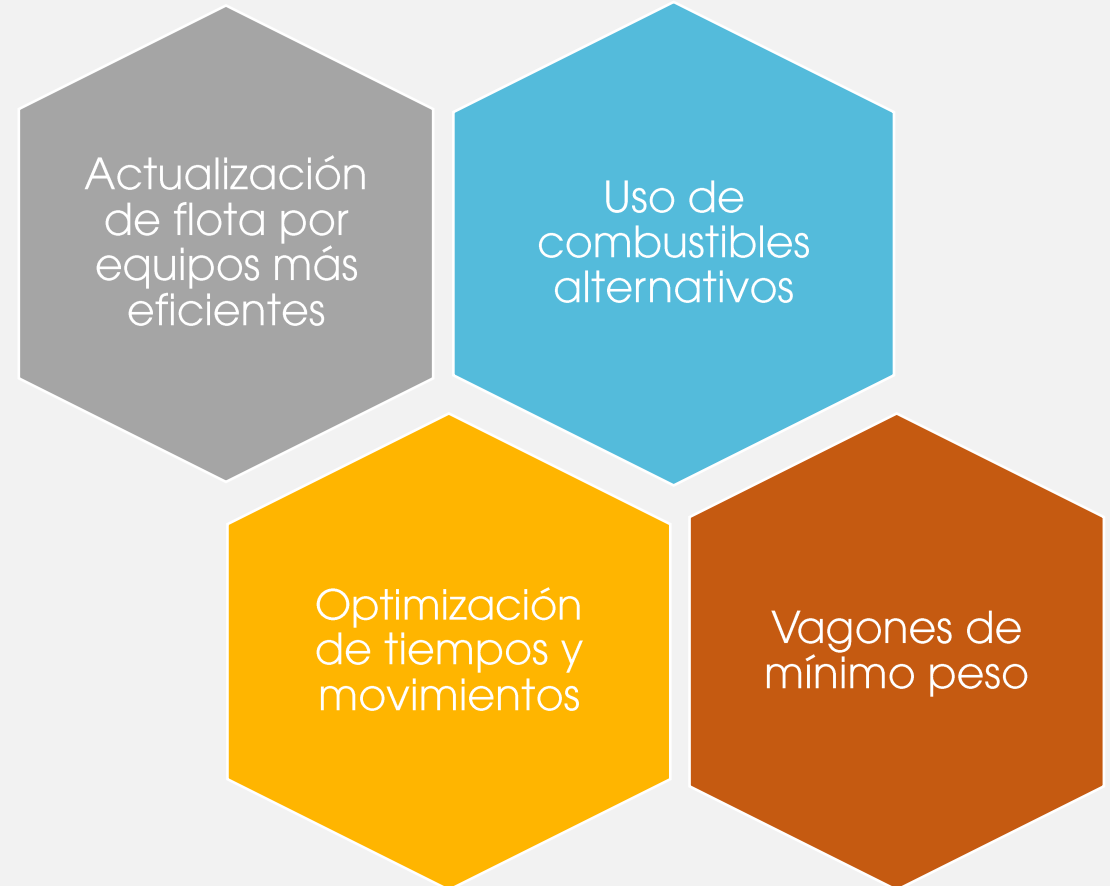 Actualización
de flota por
equipos más
eficientes
Uso de
combustibles
alternativos
Optimización
de tiempos y
movimientos
Vagones de
mínimo peso